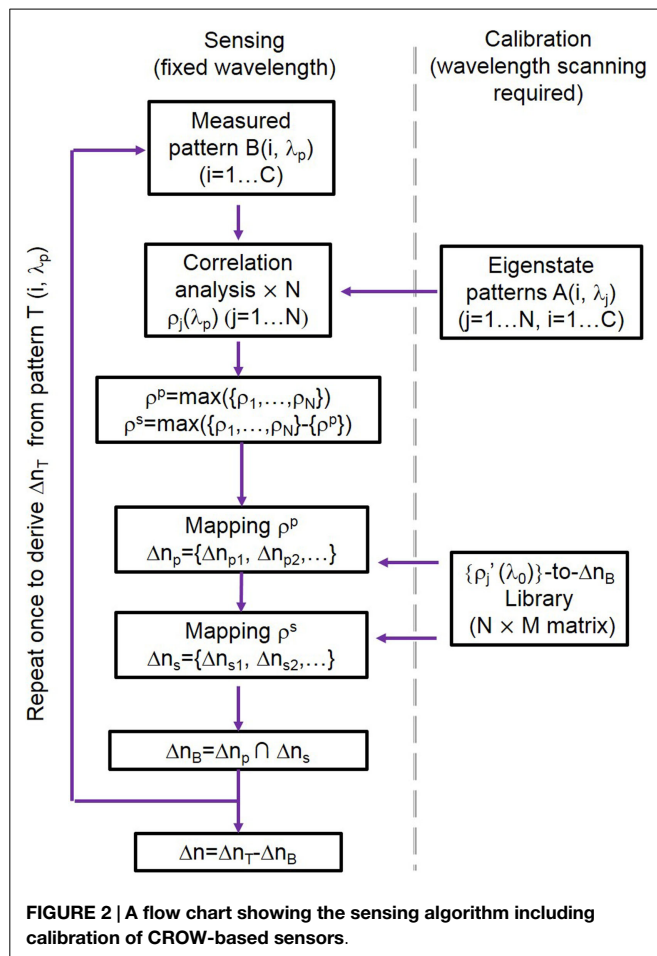 Sensing
(fixed wavelength)
Calibration
(wavelength scanning
required)
Measured
pattern B(i, λp)
(i=1…C)
Repeat once to derive ΔnT from pattern T (i, λp)
Correlation
analysis × N
ρj(λp) (j=1…N)
Eigenstate
patterns A(i, λj)
(j=1…N, i=1…C)
ρᵖ=max({ρ1,…,ρN})
ρˢ=max({ρ1,…,ρN}-{ρᵖ})
Mapping ρᵖ
Δnp={Δnp1, Δnp2,…}
{ρj'(λ0)}-to-ΔnB
Library
(N × M matrix)
Mapping ρˢ
Δns={Δns1, Δns2,…}
ΔnB=Δnp ∩ Δns
Δn=ΔnT-ΔnB
FIGURE 2 | A flow chart showing the sensing algorithm including
calibration of CROW-based sensors.